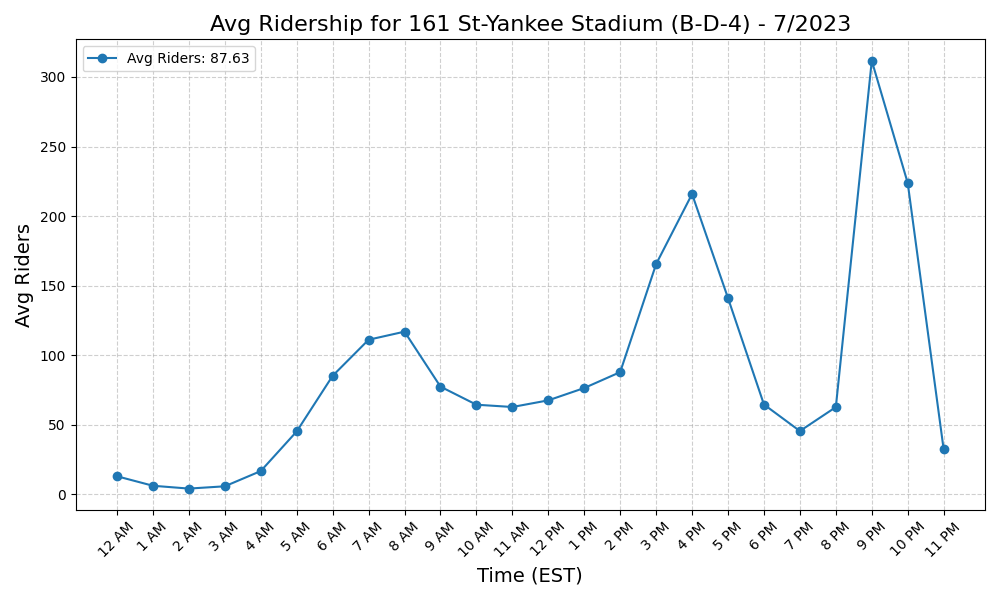 Avg Ridership for 161 St-Yankee Stadium (B-D-4) - 7/2023
Avg Riders: 87.63
Avg Riders
300
250
200
150
100
50
0
12 AM
1 AM
2 AM
3 AM
4 AM
5 AM
6 AM
7 AM
8 AM
9 AM
10 AM
11 AM
12 PM
1 PM
2 PM
3 PM
4 PM
5 PM
6 PM
7 PM
8 PM
9 PM
10 PM
11 PM
Time (EST)